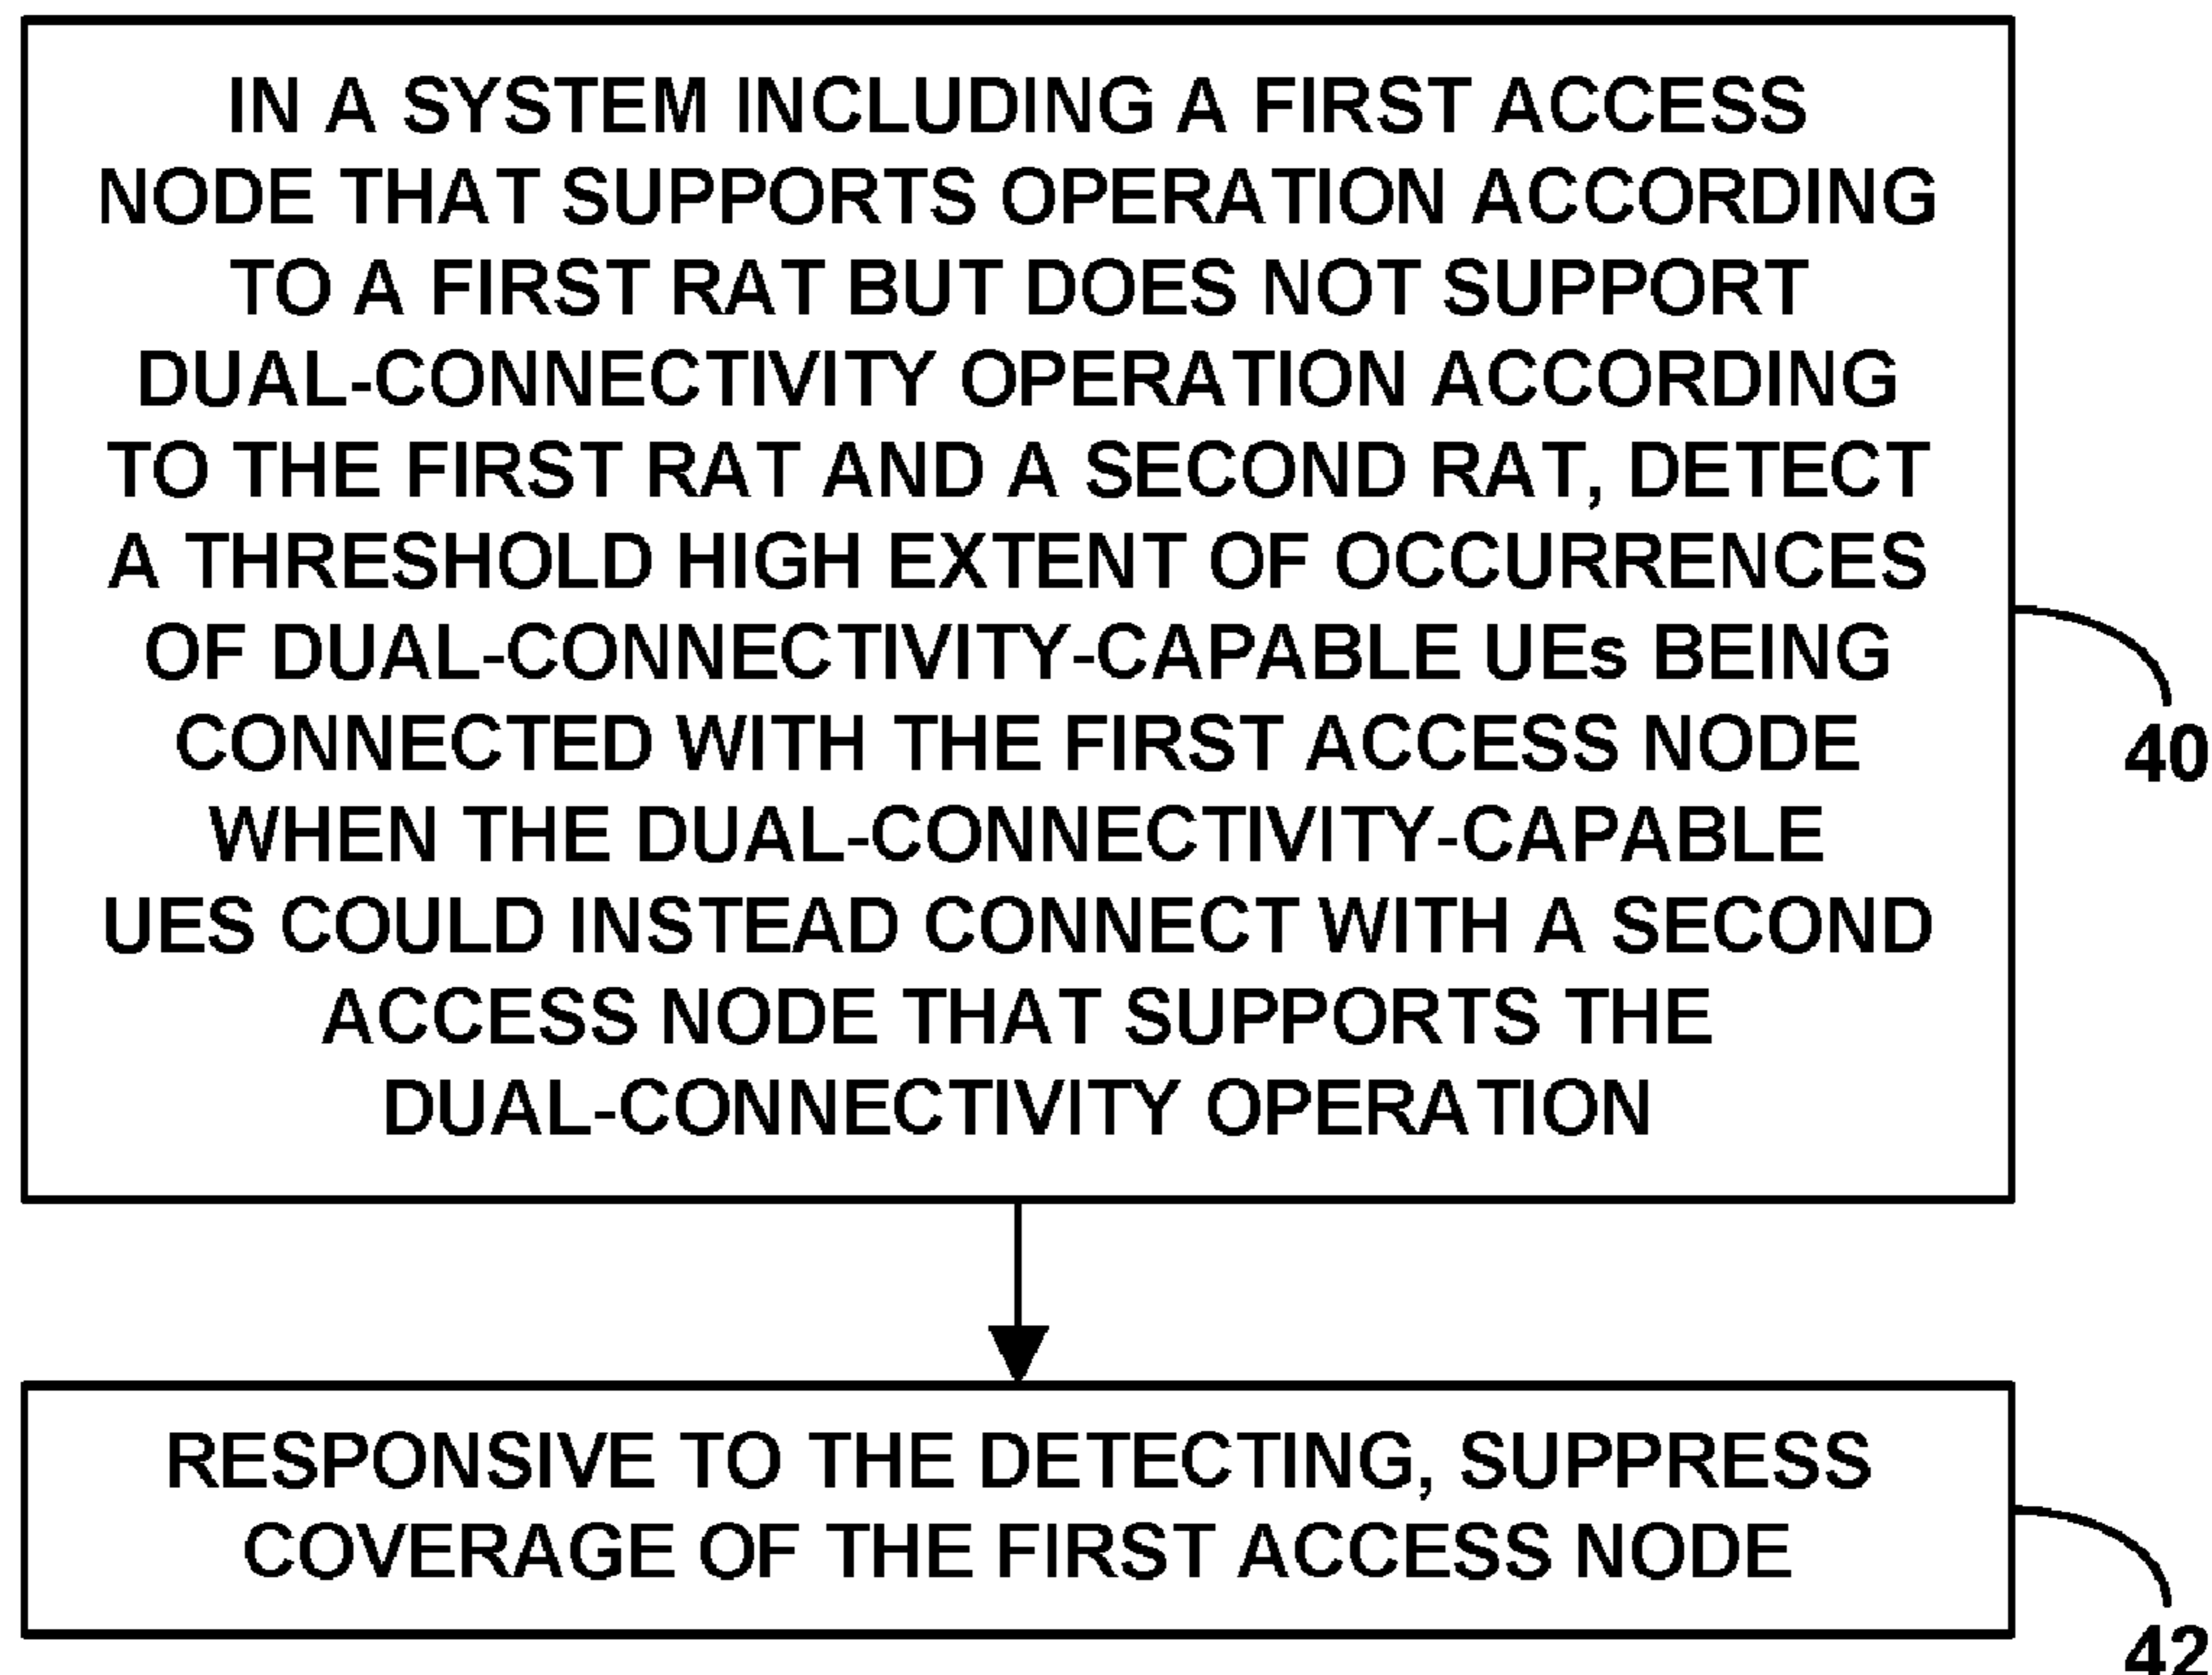 IN A SYSTEM INCLUDING A FIRST ACCESS
NODE THAT SUPPORTS OPERATION ACCORDING
TO A FIRST RAT BUT DOES NOT SUPPORT
DUAL-CONNECTIVITY OPERATION ACCORDING
TO THE FIRST RAT AND A SECOND RAT, DETECT
A THRESHOLD HIGH EXTENT OF OCCURRENCES
OF DUAL-CONNECTIVITY-CAPABLE UEs BEING
CONNECTED WITH THE FIRST ACCESS NODE
WHEN THE DUAL-CONNECTIVITY-CAPABLE
UES COULD INSTEAD CONNECT WITH A SECOND
ACCESS NODE THAT SUPPORTS THE
DUAL-CONNECTIVITY OPERATION
40
RESPONSIVE TO THE DETECTING, SUPPRESS
COVERAGE OF THE FIRST ACCESS NODE
42